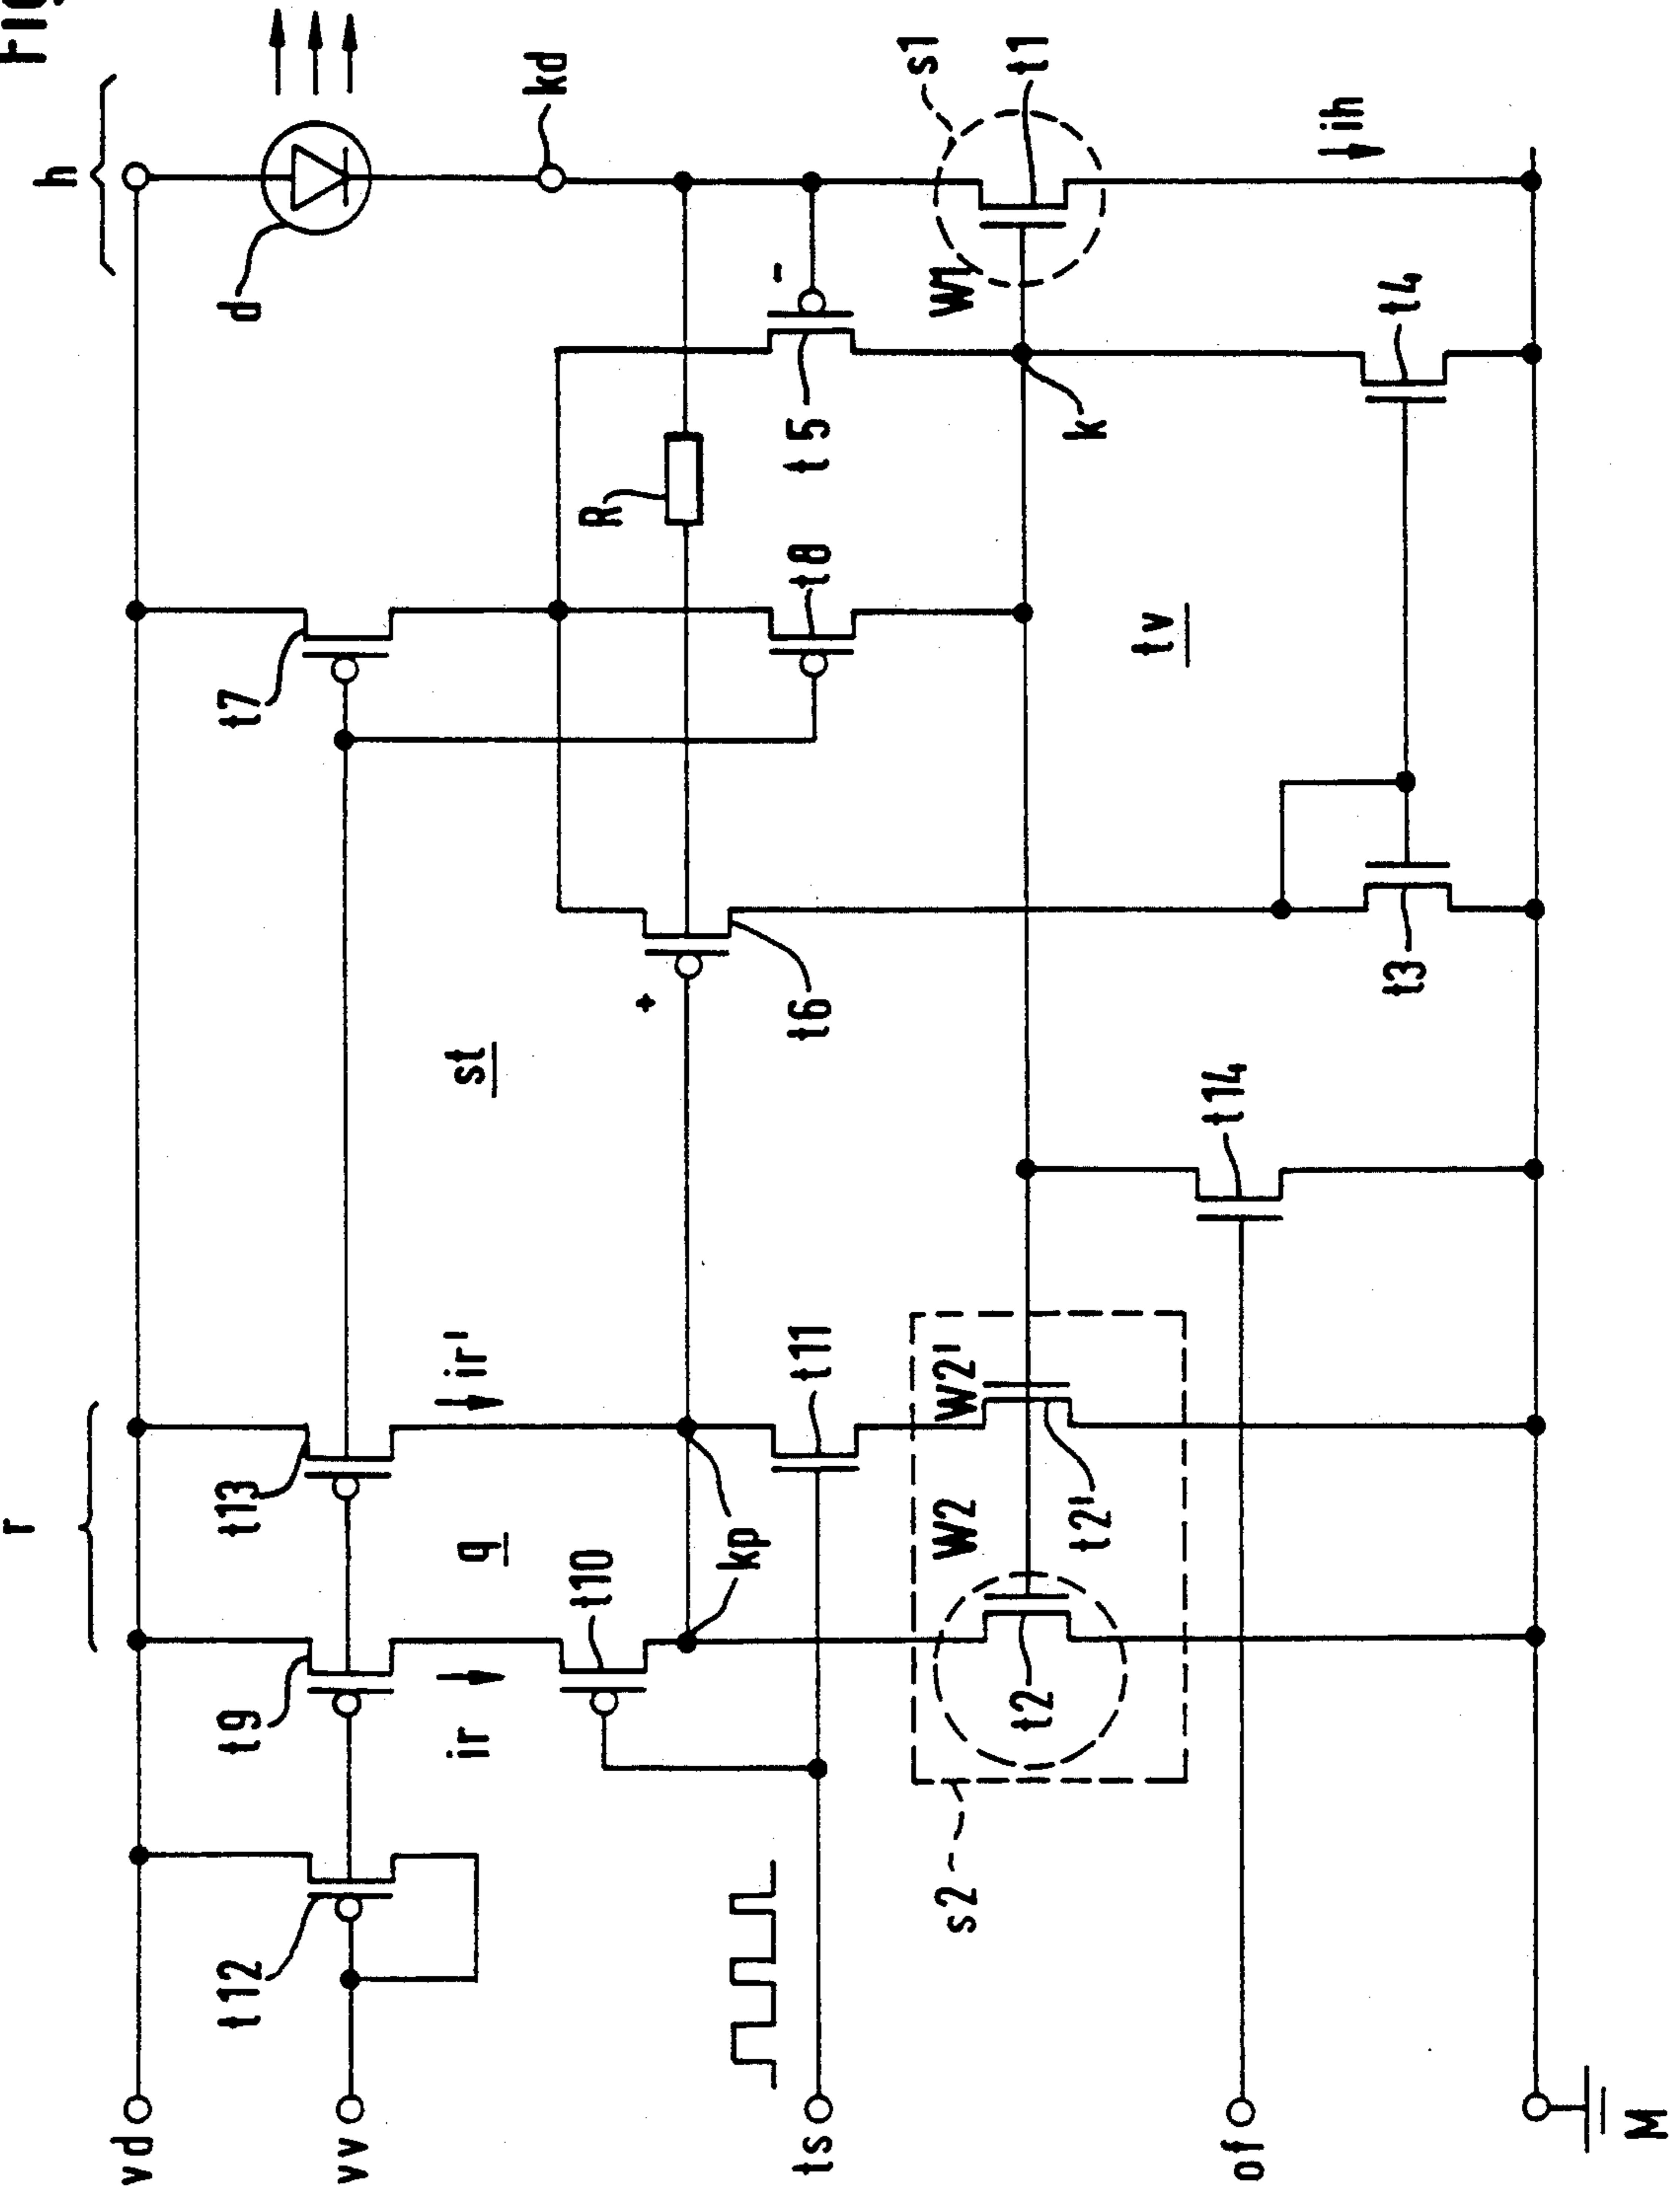 FIG
h
r
d
kd
vd
t12
t9
t13
t7
vv
ir
q
ir'
st
R
-
t10
kp
+
t8
t5
ts
t11
t6
s1
s2
W2
W2'
W1
t2
t2'
k
t1
tv
of
t14
t3
t4
ih
M